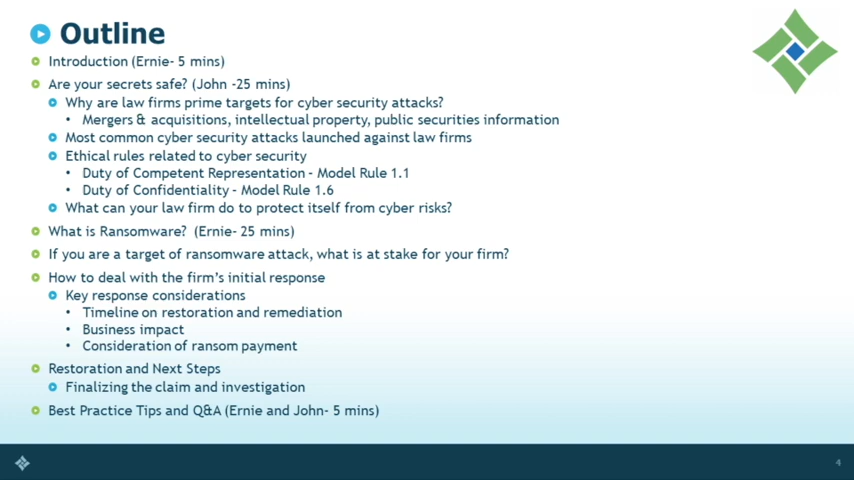 Outline
Introduction (Ernie- 5 mins)
Are your secrets safe? (John -25 mins)
Why are law firms prime targets for cyber security attacks?
Mergers & acquisitions, intellectual property, public securities information
Most common cyber security attacks launched against law firms
Ethical rules related to cyber security
Duty of Competent Representation - Model Rule 1.1
Duty of Confidentiality - Model Rule 1.6
What can your law firm do to protect itself from cyber risks?
What is Ransomware? (Ernie- 25 mins)
If you are a target of ransomware attack, what is at stake for your firm?
How to deal with the firm's initial response
Key response considerations
Timeline on restoration and remediation
Business impact
Consideration of ransom payment
Restoration and Next Steps
Finalizing the claim and investigation
Best Practice Tips and Q&A (Ernie and John- 5 mins)
4